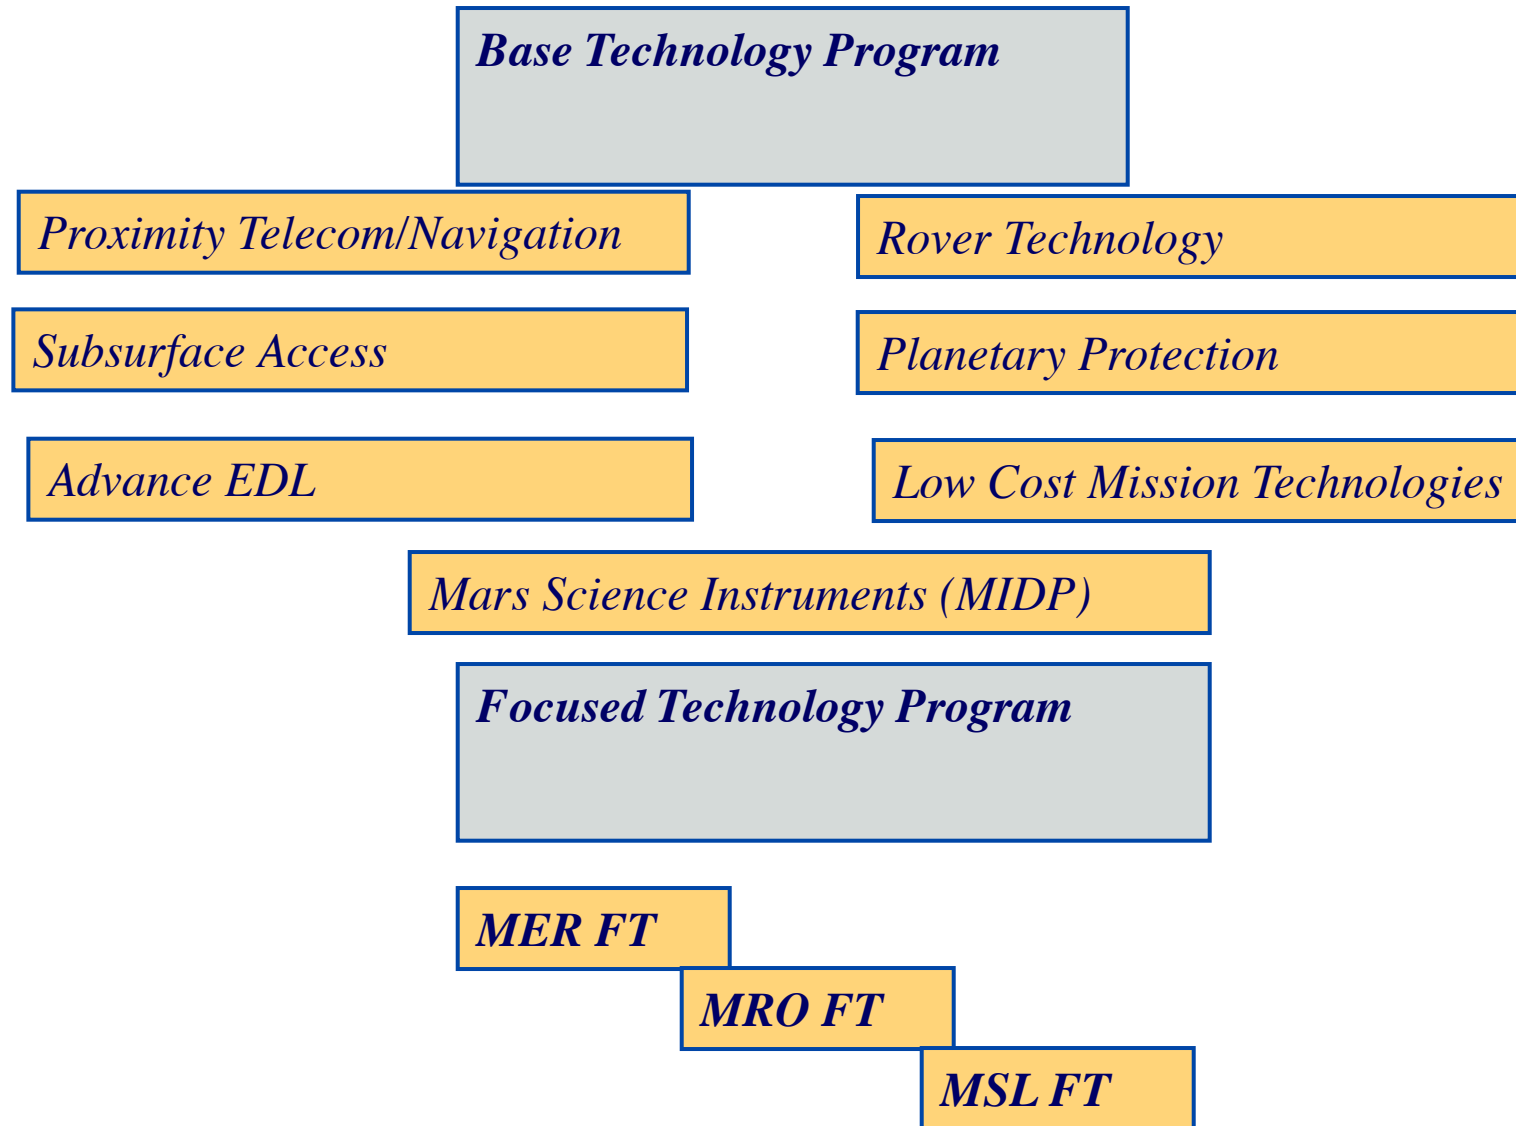 Base Technology Program
Proximity Telecom/Navigation
Rover Technology
Subsurface Access
Planetary Protection
Advance EDL
Low Cost Mission Technologies
Mars Science Instruments (MIDP)
Focused Technology Program
MER FT
MRO FT
MSL FT